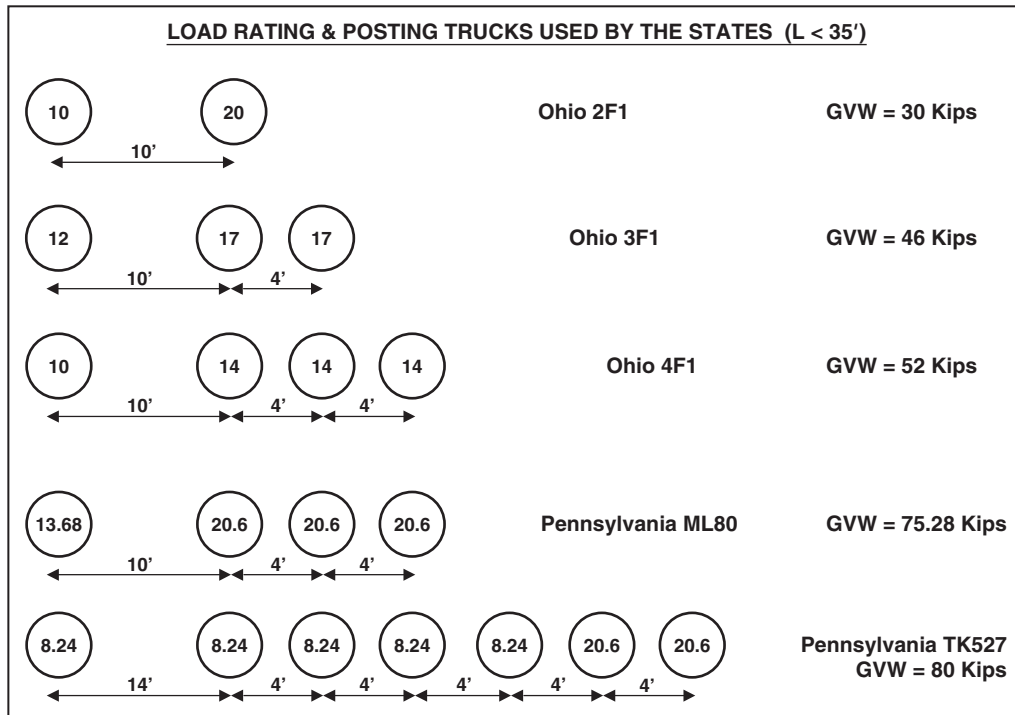 LOAD RATING & POSTING TRUCKS USED BY THE STATES (L < 35')
10 20 Ohio 2F1 GVW = 30 Kips
10’
12 17 17 Ohio 3F1 GVW = 46 Kips
10’ 4’
10 14 14 14 Ohio 4F1 GVW = 52 Kips
10’ 4’ 4’
13.68 20.6 20.6 20.6 Pennsylvania ML80 GVW = 75.28 Kips
10’ 4’ 4’
8.24 8.24 8.24 8.24 8.24 20.6 20.6 Pennsylvania TK527
GVW = 80 Kips
14’ 4’ 4’ 4’ 4’ 4’